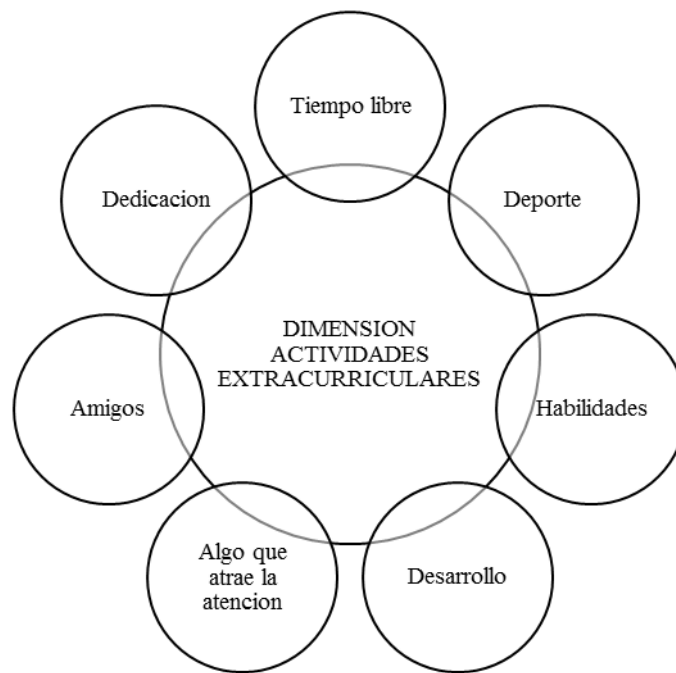 Tiempo libre
Dedicacion
Deporte
DIMENSION
ACTIVIDADES
EXTRACURRICULARES
Amigos
Habilidades
Algo que
atrae la
atencion
Desarrollo